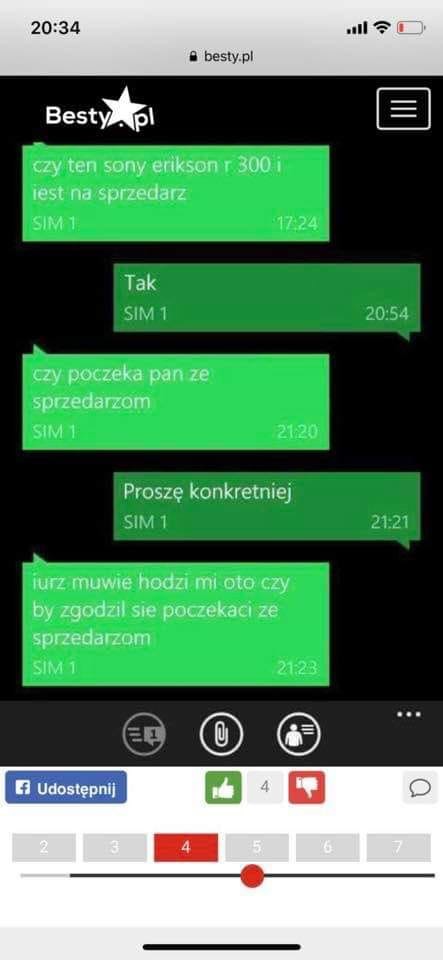 20:34
besty.pl
Besty.pl
czy ten sony erikson r 300 i
iest na sprzedarz
SIM 1 17:24
Tak
SIM 1 20:54
czy poczeka pan ze
sprzedarzom
SIM 1 21:20
Proszę konkretniej
SIM 1 21:21
iurz muwie hodzi mi oto czy
by zgodzil sie poczekaci ze
sprzedarzom
SIM 1 21:23
1
Udostępnij 4
2 3 4 5 6 7